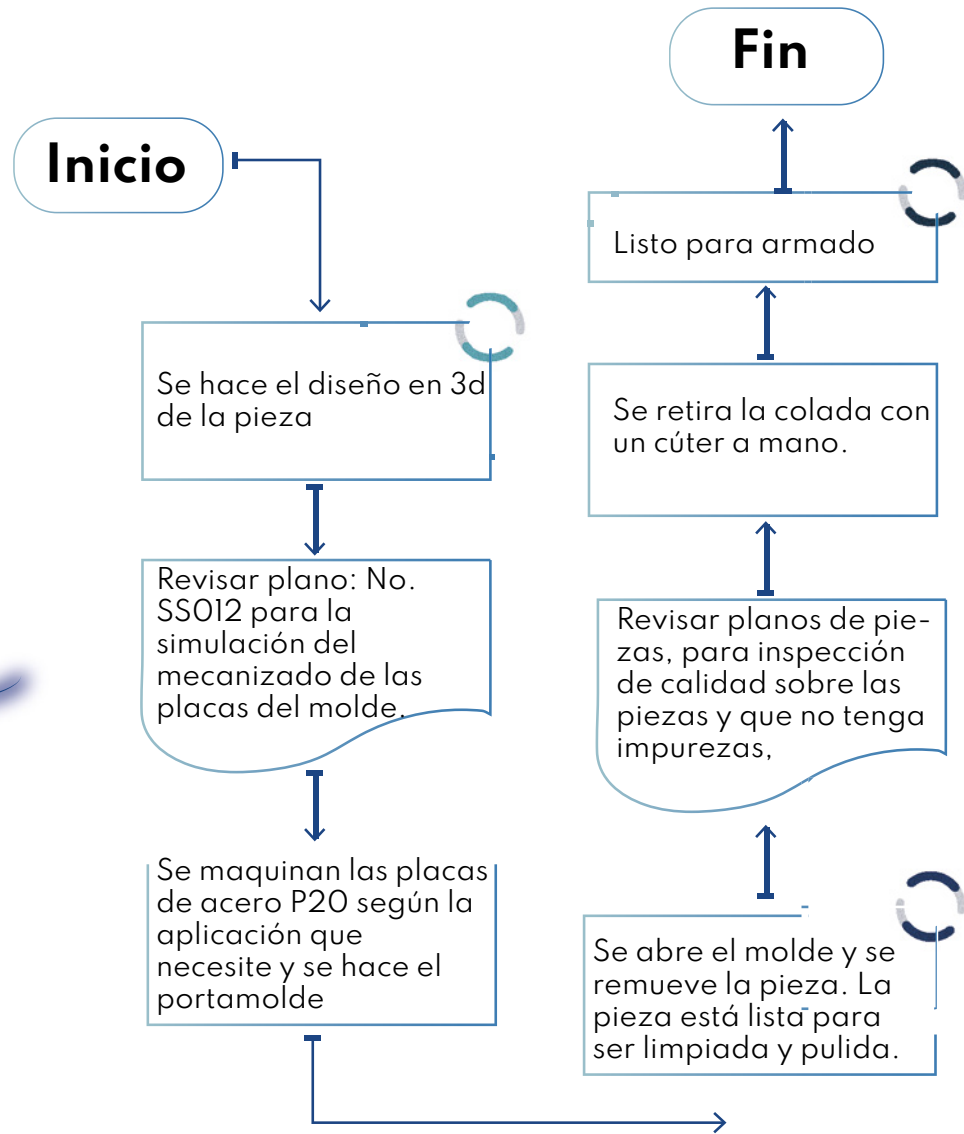 Inicio
Se hace el diseño en 3d
de la pieza
Revisar plano: No.
SS012 para la
simulación del
mecanizado de las
placas del molde.
Se maquinan las placas
de acero P20 según la
aplicación que
necesite y se hace el
portamolde
Se abre el molde y se
remueve la pieza. La
pieza está lista para
ser limpiada y pulida.
Revisar planos de pie-
zas, para inspección
de calidad sobre las
piezas y que no tenga
impurezas,
Se retira la colada con
un cúter a mano.
Listo para armado
Fin